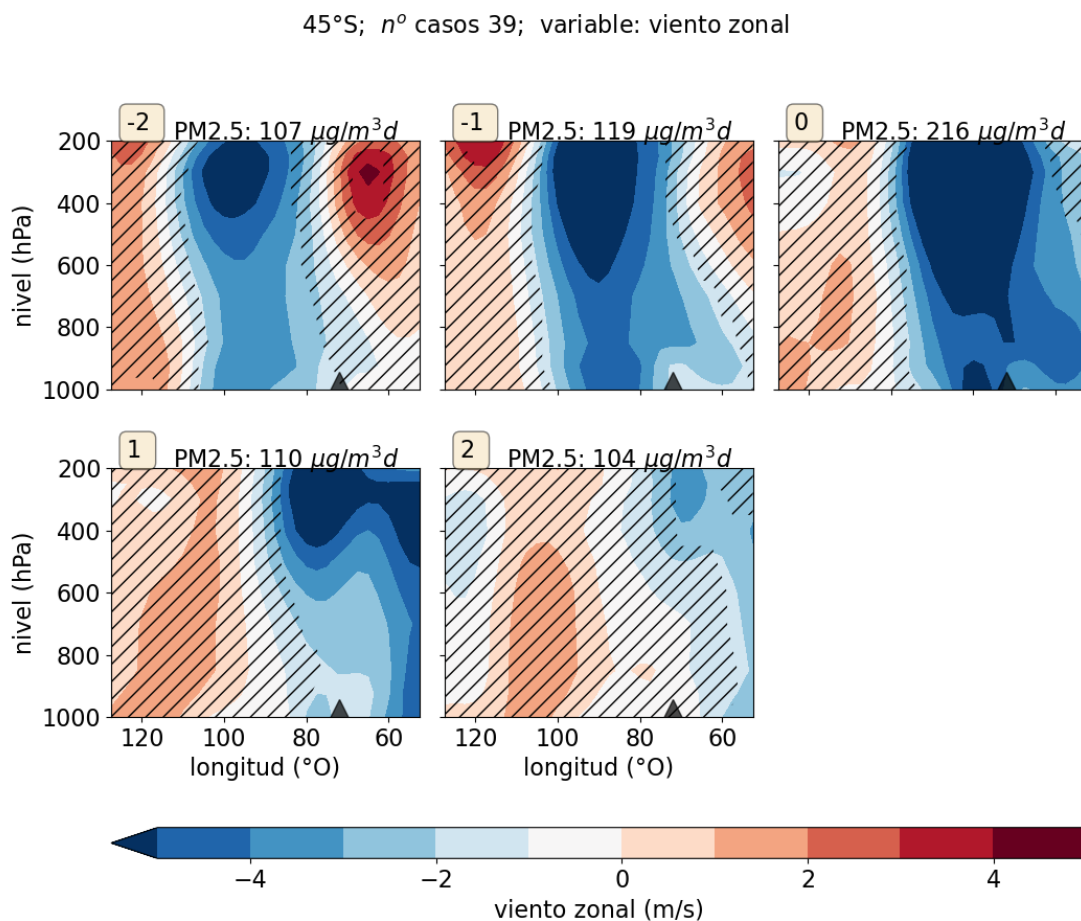 45°S; nº casos 39; variable: viento zonal
-2 PM2.5: 107 μg/m³d
-1 PM2.5: 119 μg/m³d
0 PM2.5: 216 μg/m³d
200
400
600
800
1000
nivel (hPa)
1 PM2.5: 110 μg/m³d
2 PM2.5: 104 μg/m³d
200
400
600
800
1000
nivel (hPa)
120 100 80 60
longitud (°O)
120 100 80 60
longitud (°O)
−4 −2 0 2 4
viento zonal (m/s)